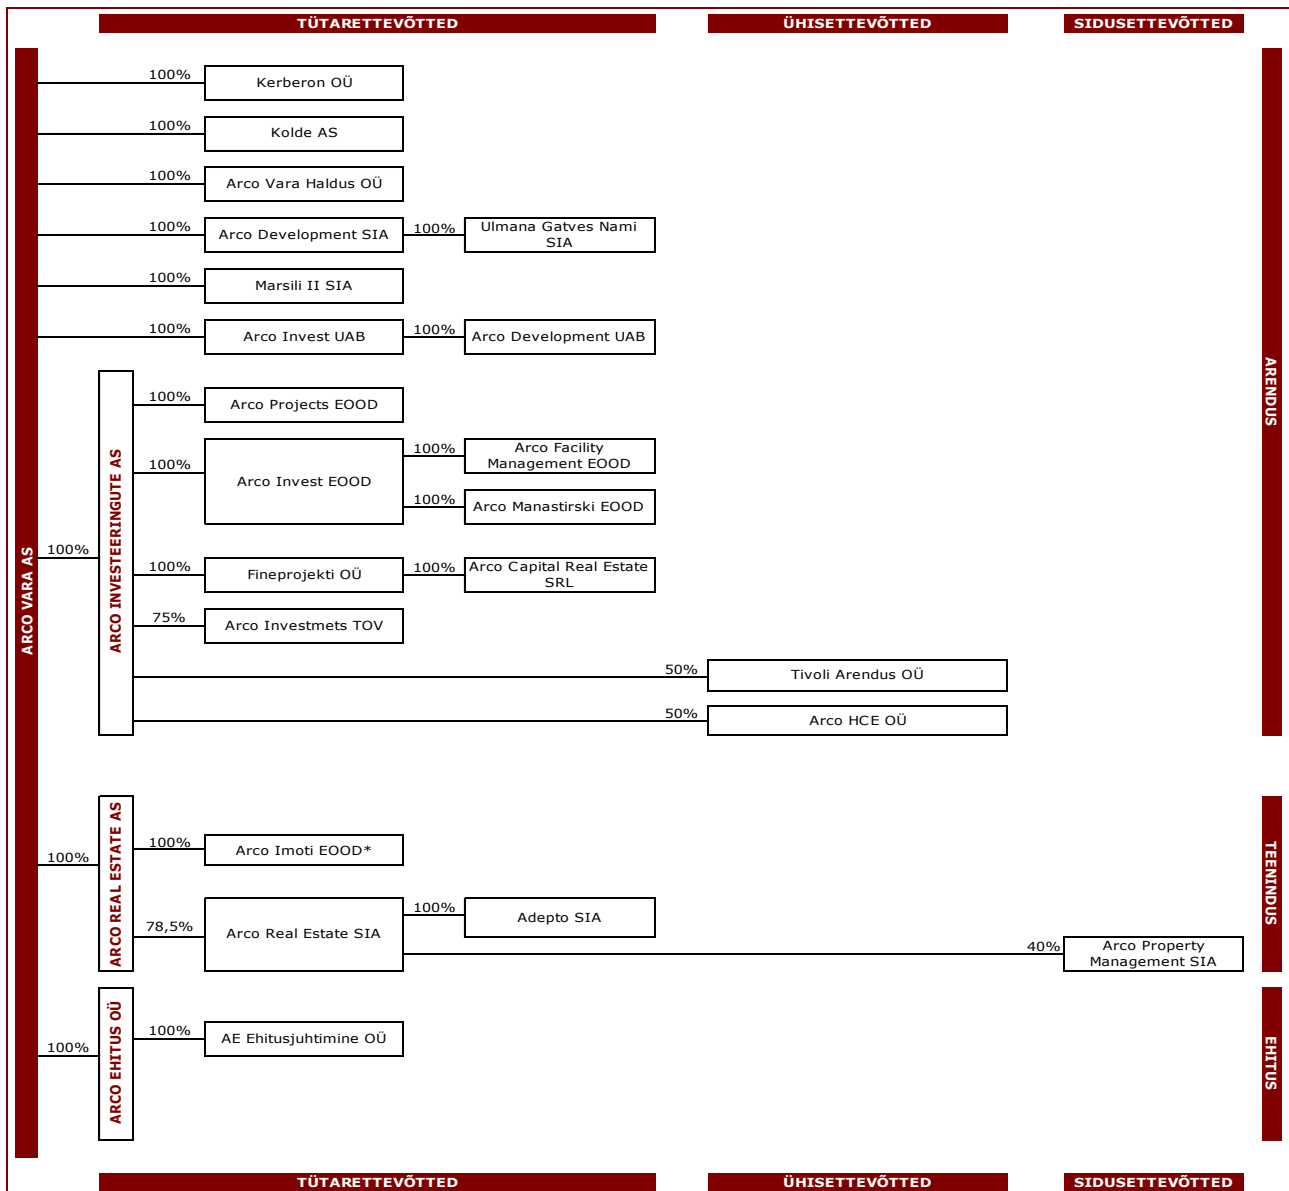 TÜTARETTEVÕTTED
ÜHISETTEVÕTTED
SIDUSETTEVÕTTED
ARCO VARA AS
ARENDUS
100%
Kerberon OÜ
100%
Kolde AS
100%
Arco Vara Haldus OÜ
100%
Arco Development SIA
100%
Ulmana Gatves Nami
SIA
100%
Marsili II SIA
100%
Arco Invest UAB
100%
Arco Development UAB
100%
ARCO INVESTEERINGUTE AS
100%
Arco Projects EOOD
100%
Arco Invest EOOD
100%
Arco Facility
Management EOOD
100%
Arco Manastirski EOOD
100%
Fineprojekti OÜ
100%
Arco Capital Real Estate
SRL
75%
Arco Investmets TOV
50%
Tivoli Arendus OÜ
50%
Arco HCE OÜ
100%
ARCO REAL ESTATE AS
TEENINDUS
100%
Arco Imoti EOOD*
78,5%
Arco Real Estate SIA
100%
Adepto SIA
40%
Arco Property
Management SIA
100%
ARCO EHITUS OÜ
EHITUS
100%
AE Ehitusjuhtimine OÜ
TÜTARETTEVÕTTED
ÜHISETTEVÕTTED
SIDUSETTEVÕTTED